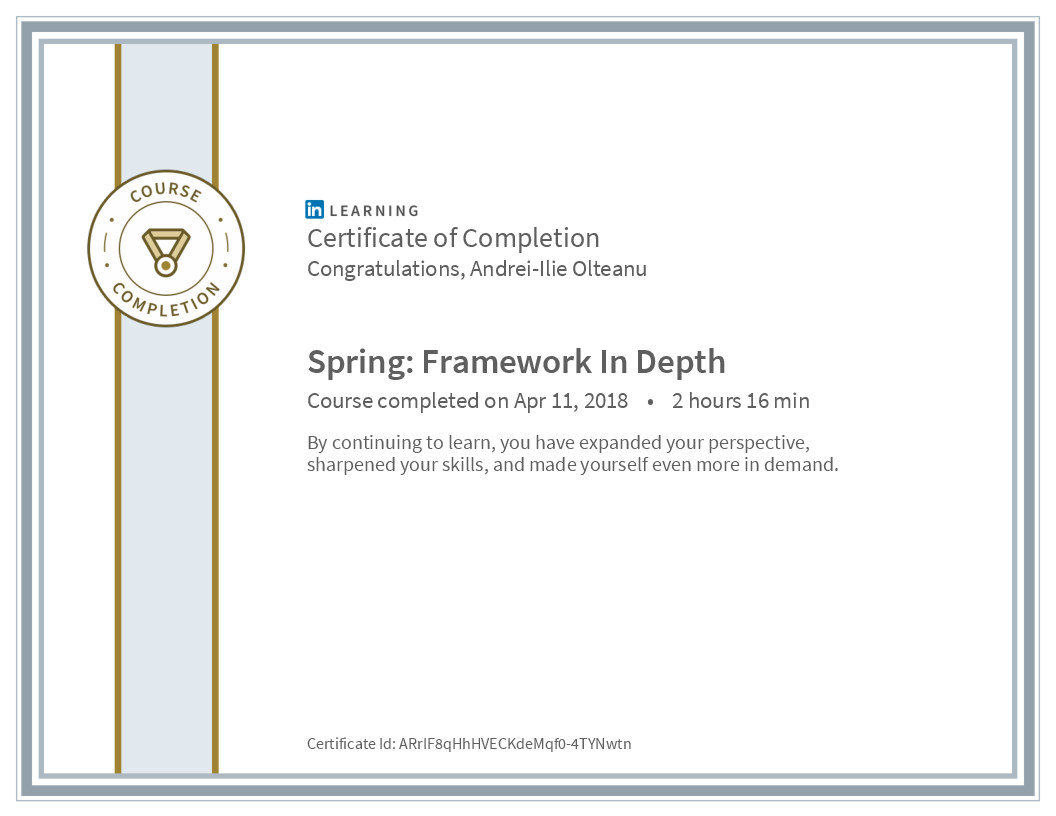 COURSE
COMPLETION
in LEARNING
Certificate of Completion
Congratulations, Andrei-Ilie Olteanu
Spring: Framework In Depth
Course completed on Apr 11, 2018 • 2 hours 16 min
By continuing to learn, you have expanded your perspective,
sharpened your skills, and made yourself even more in demand.
Certificate Id: ARrIF8qHhHVECKdeMqf0-4TYNwtn